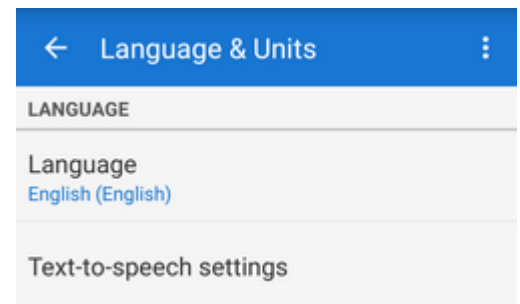 Language & Units
LANGUAGE
Language
English (English)
Text-to-speech settings